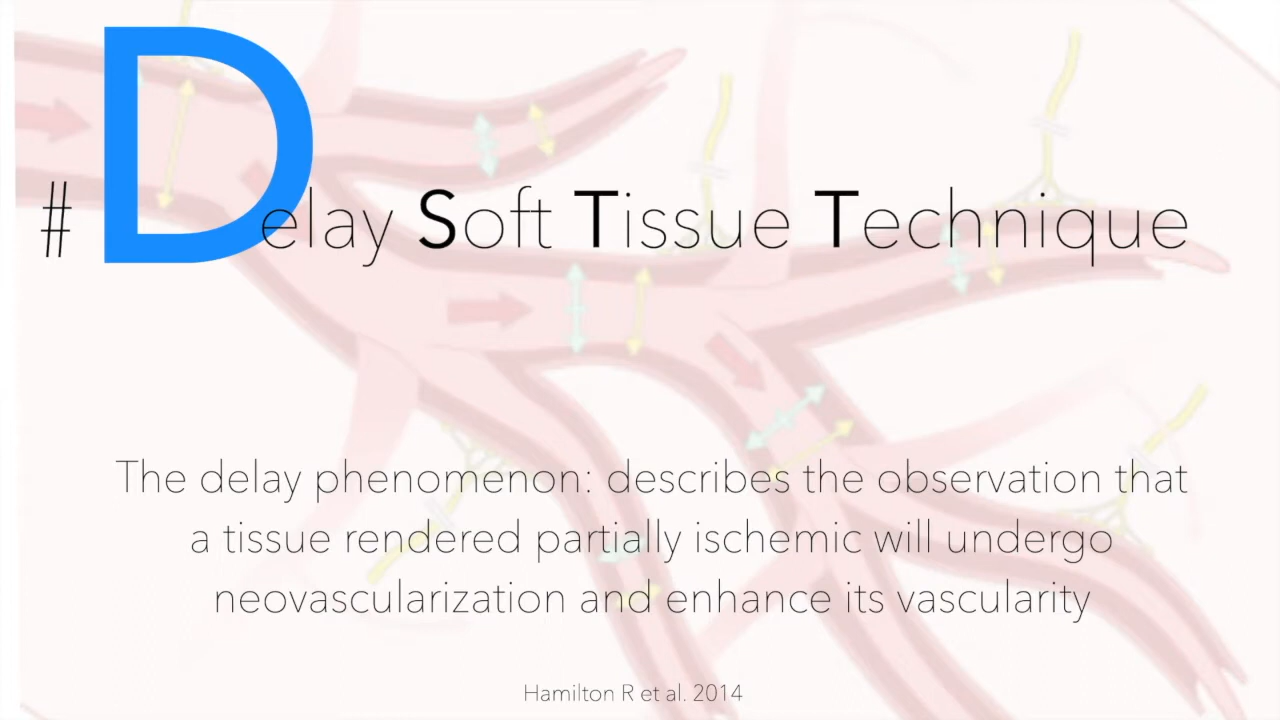 # Delay Soft Tissue Technique
The delay phenomenon: describes the observation that
a tissue rendered partially ischemic will undergo
neovascularization and enhance its vascularity
Hamilton R et al. 2014